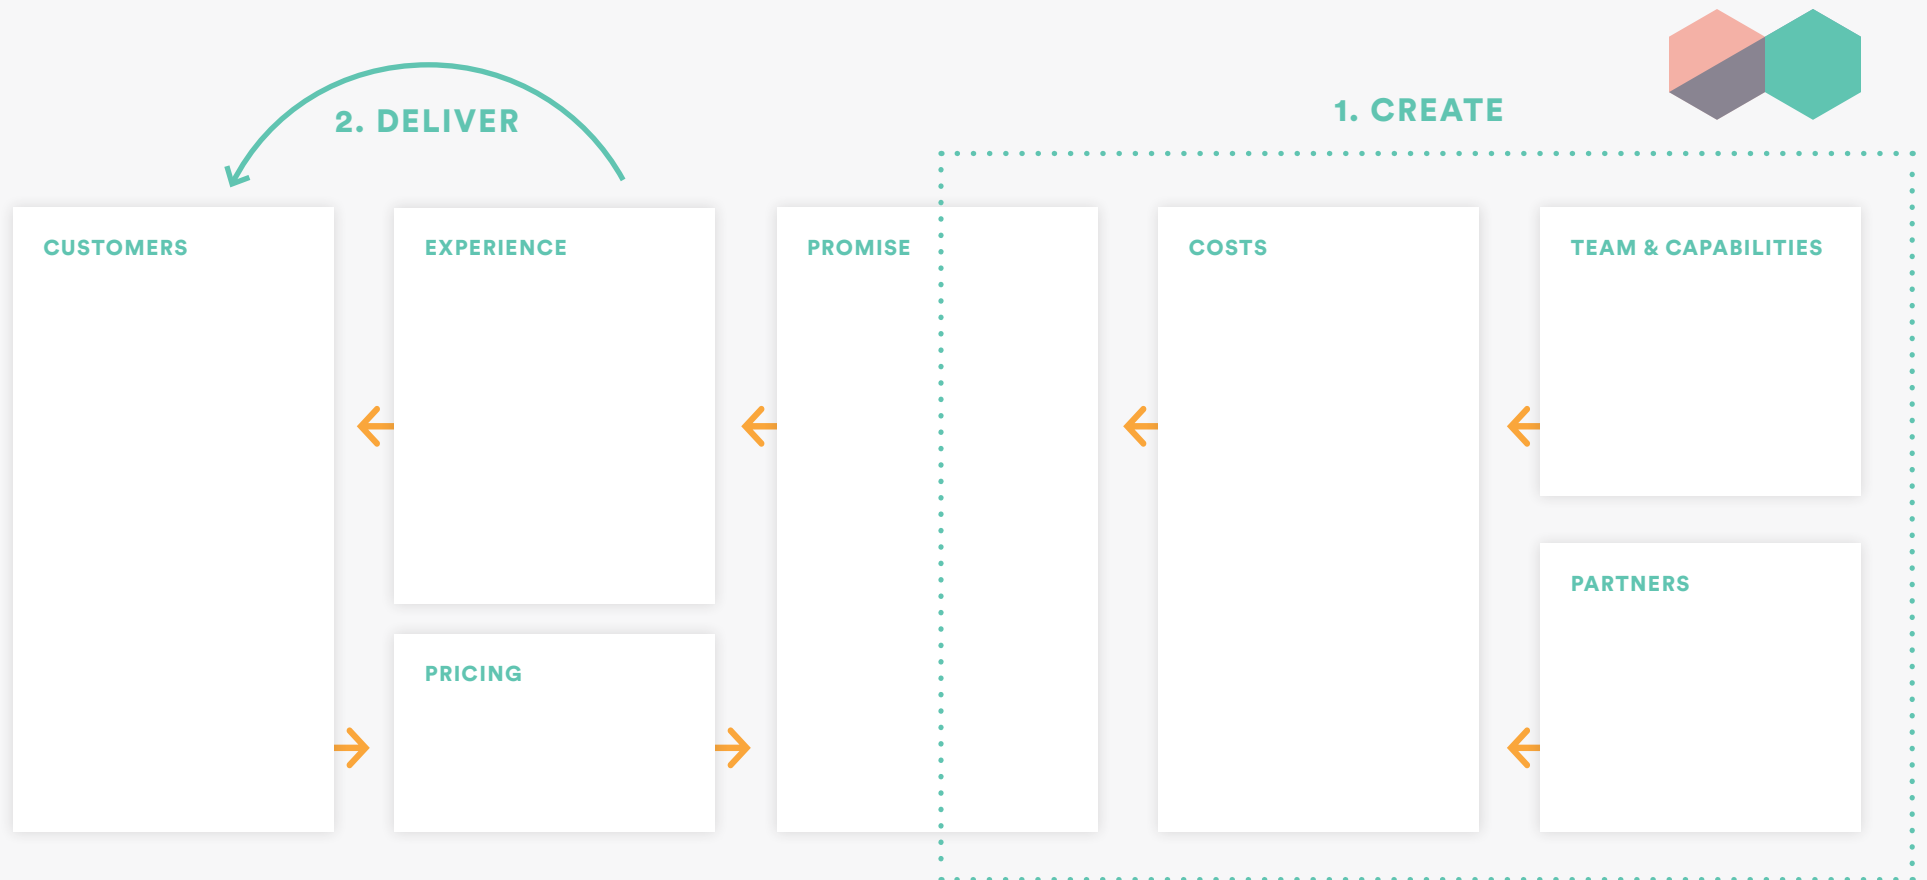 2. DELIVER
1. CREATE
CUSTOMERS
EXPERIENCE
PROMISE
COSTS
TEAM & CAPABILITIES
PARTNERS
PRICING